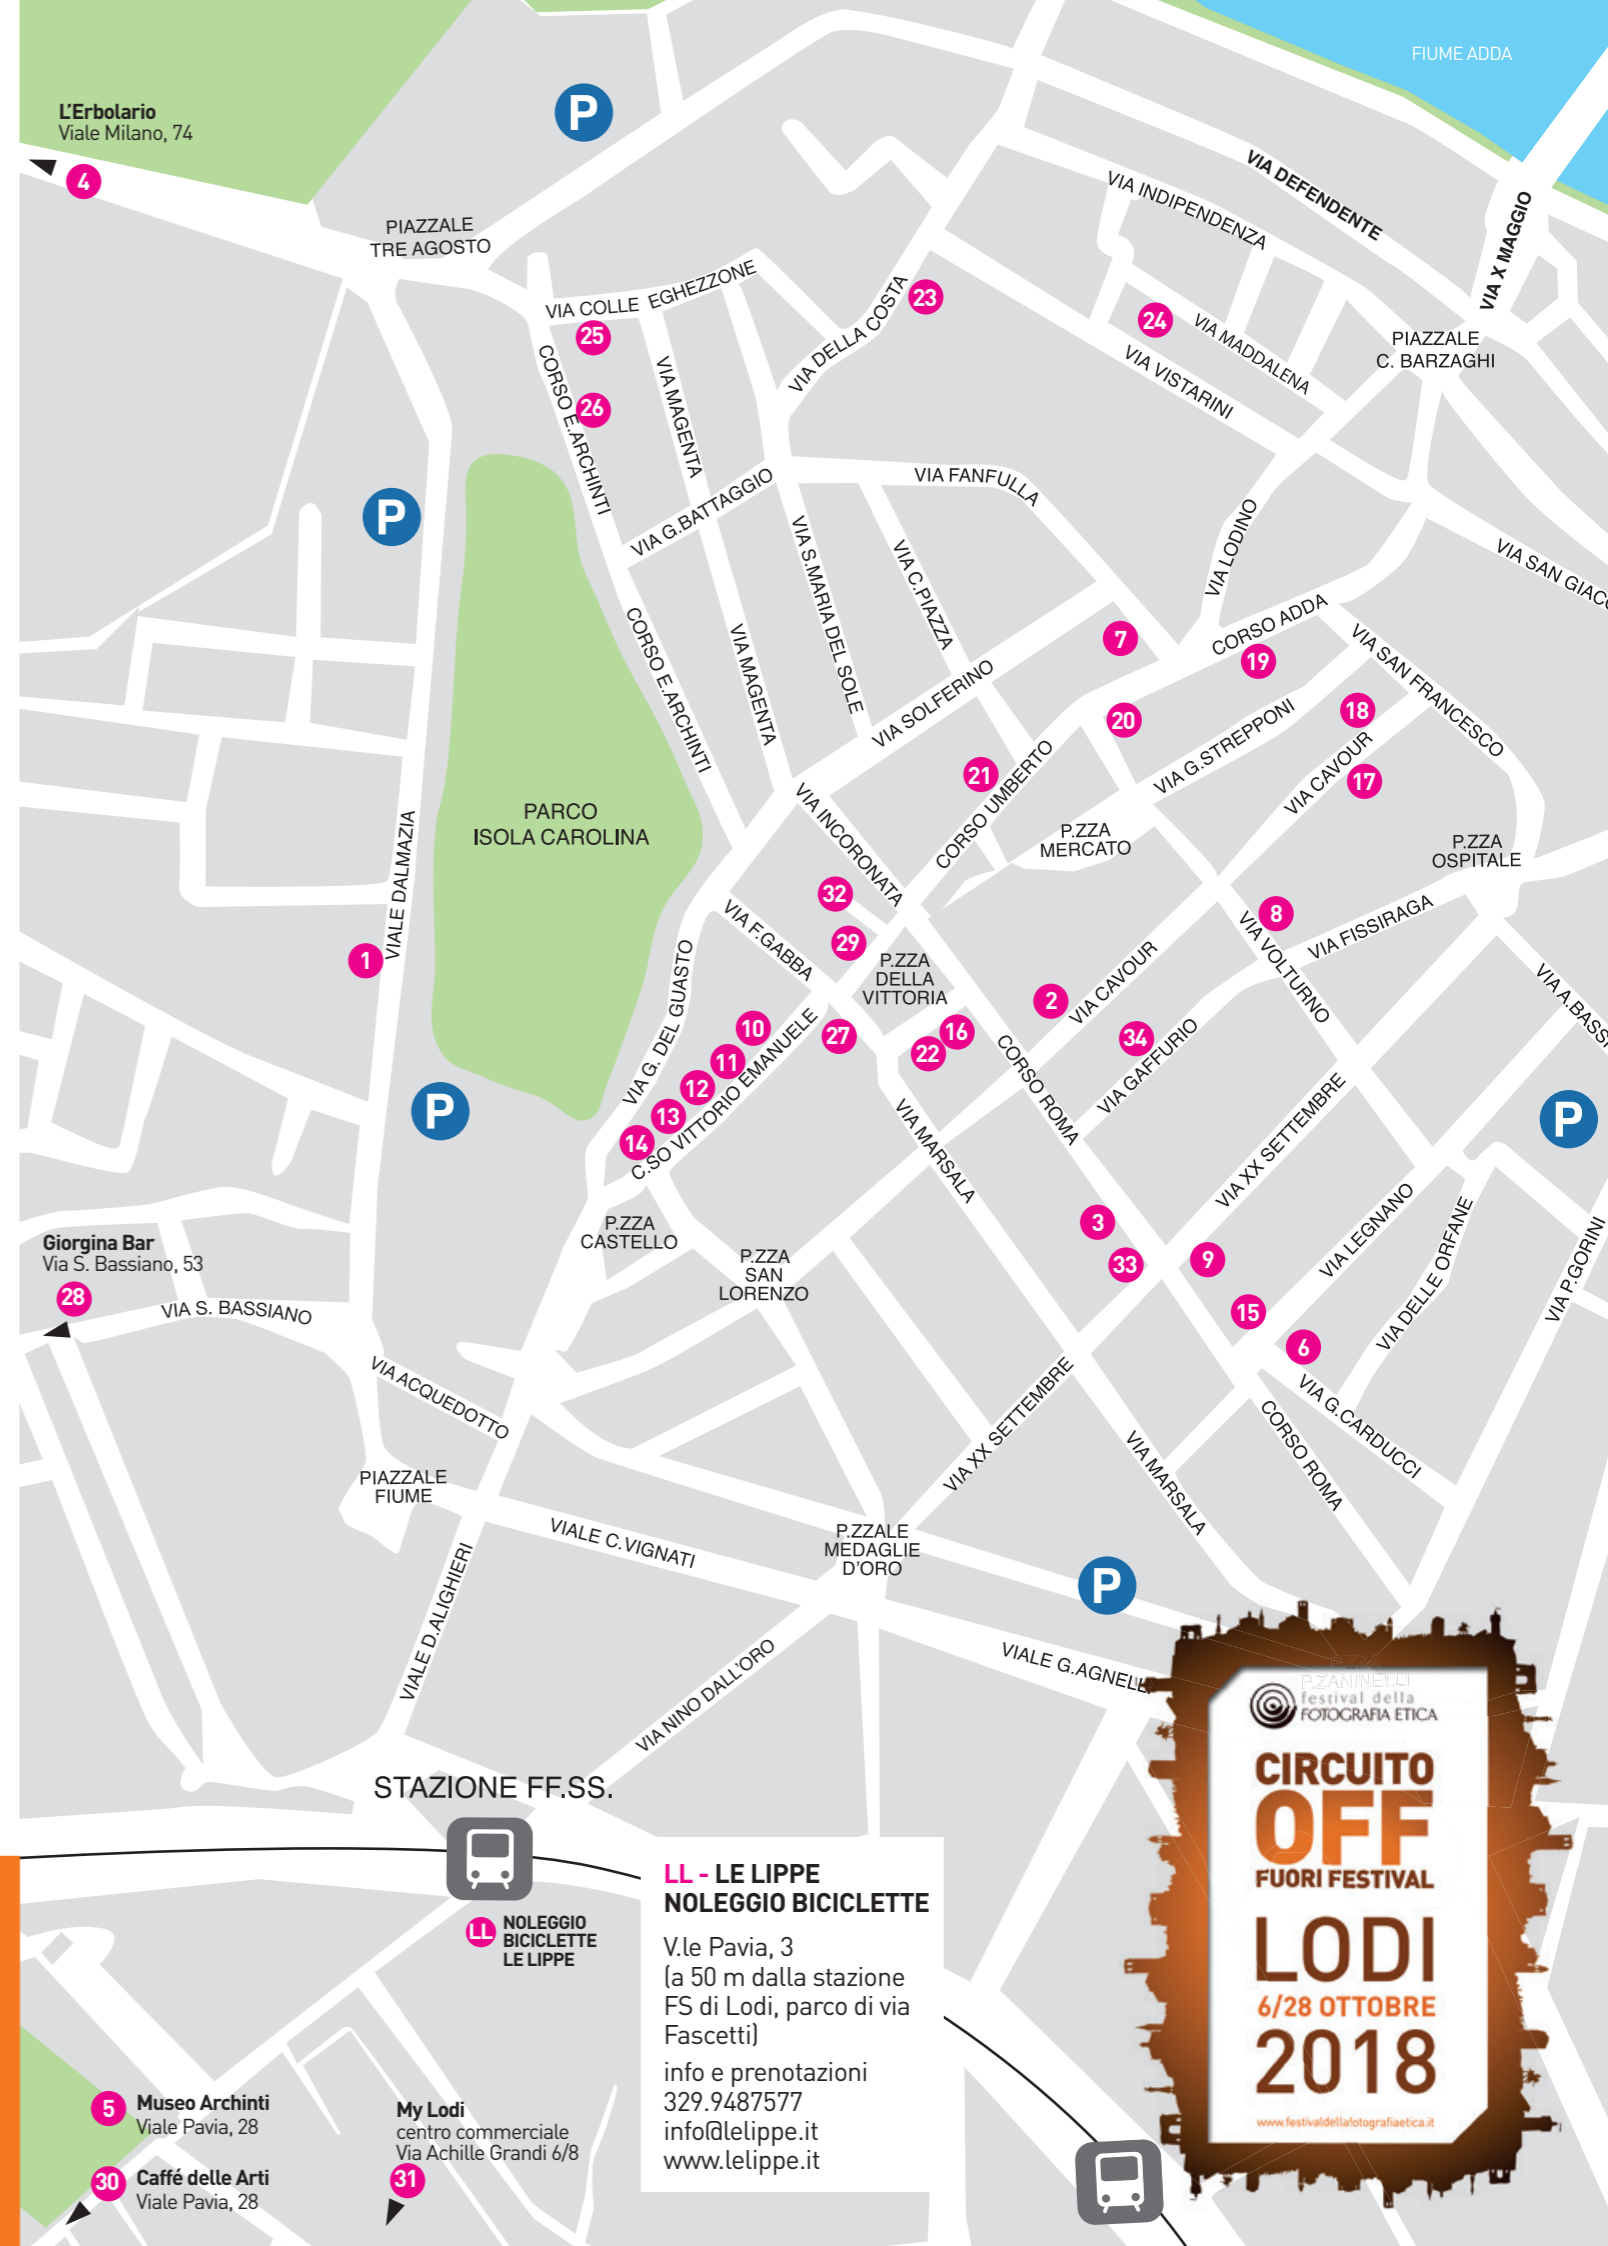 FIUME ADDA
L'Erbolario
Viale Milano, 74
4
P
PIAZZALE
TRE AGOSTO
VIA DEFENDENTE
VIA INDIPENDENZA
VIA X MAGGIO
VIA COLLE EGHEZZONE
23
VIA DELLA COSTA
24
VIA MADDALENA
VIA VISTARINI
PIAZZALE
C. BARZAGHI
25
26
CORSO E.ARCHINTI
VIA MAGENTA
VIA G.BATTAGGIO
VIA FANFULLA
P
VIA S.MARIA DEL SOLE
VIA C.PIAZZA
VIA LODINO
VIA SAN GIACO
CORSO ADDA
CORSO E.ARCHINTI
VIA MAGENTA
7
19
VIA SAN FRANCESCO
VIA SOLFERINO
20
18
VIA G.STREPPONI
VIA CAVOUR
17
21
CORSO UMBERTO
PARCO
ISOLA CAROLINA
VIA INCORONATA
P.ZZA
MERCATO
P.ZZA
OSPITALE
VIALE DALMAZIA
1
32
29
VIA F.GABBA
VIA G. DEL GUASTO
P.ZZA
DELLA
VITTORIA
8
VIA VOLTURNO
VIA FISSIRAGA
VIA CAVOUR
2
VIA A.BASSI
10
11
12
13
14
C.SO VITTORIO EMANUELE
27
16
22
34
VIA GAFFURIO
CORSO ROMA
VIA MARSALA
VIA XX SETTEMBRE
P
P
P.ZZA
CASTELLO
P.ZZA
SAN
LORENZO
3
33
9
15
6
VIA LEGNANO
VIA DELLE ORFANE
VIA P.GORINI
Giorgina Bar
Via S. Bassiano, 53
28
VIA S. BASSIANO
VIA ACQUEDOTTO
VIA XX SETTEMBRE
VIA G.CARDUCCI
CORSO ROMA
VIA MARSALA
PIAZZALE
FIUME
VIALE C.VIGNATI
P.ZZALE
MEDAGLIE
D'ORO
VIALE D.ALIGHIERI
P
VIA NINO DALL'ORO
VIALE G.AGNELLI
P.ZZA
P.ZANINELLI
festival della
FOTOGRAFIA ETICA
CIRCUITO
OFF
FUORI FESTIVAL
LODI
6/28 OTTOBRE
2018
www.festivaldellafotografiaetica.it
STAZIONE FF.SS.
LL
NOLEGGIO
BICICLETTE
LE LIPPE
LL - LE LIPPE
NOLEGGIO BICICLETTE
V.le Pavia, 3
(a 50 m dalla stazione
FS di Lodi, parco di via
Fascetti)
info e prenotazioni
329.9487577
info@lelippe.it
www.lelippe.it
5
Museo Archinti
Viale Pavia, 28
30
Caffé delle Arti
Viale Pavia, 28
My Lodi
centro commerciale
Via Achille Grandi 6/8
31